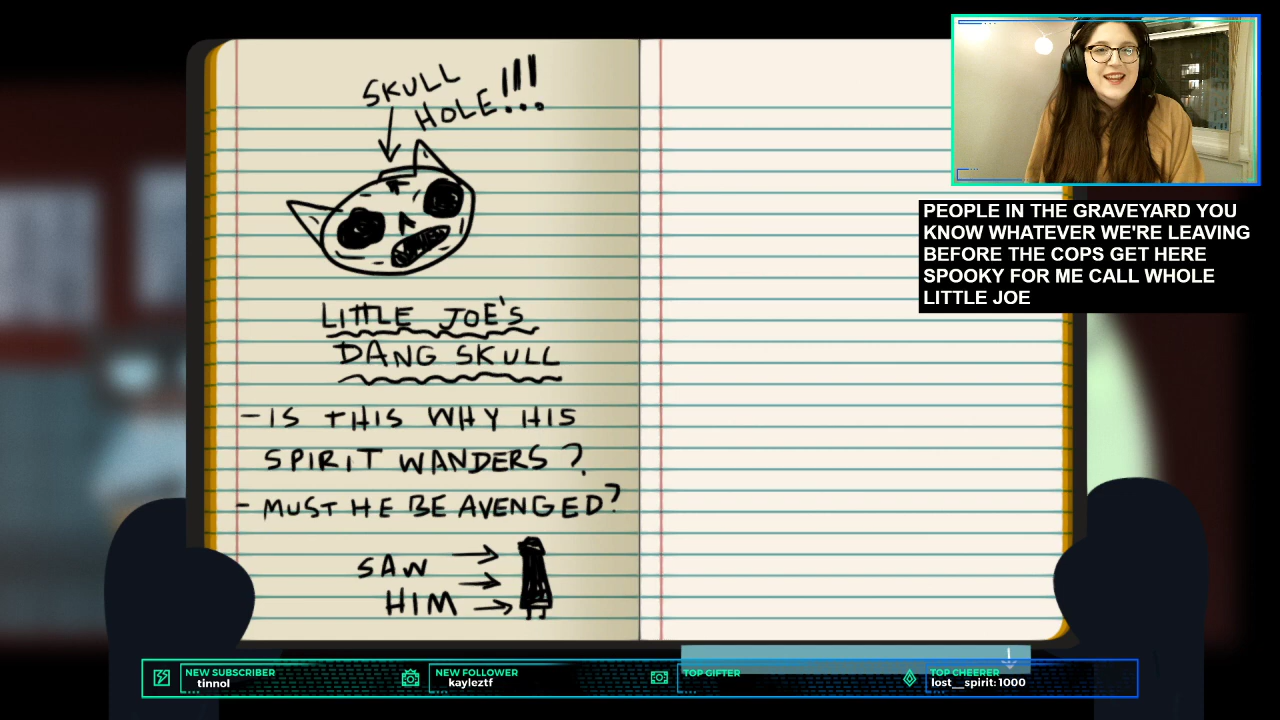 SKULL
HOLE!!!
LITTLE JOE'S
DANG SKULL
- IS THIS WHY HIS
SPIRIT WANDERS?
- MUST HE BE AVENGED?
SAW
HIM
PEOPLE IN THE GRAVEYARD YOU
KNOW WHATEVER WE'RE LEAVING
BEFORE THE COPS GET HERE
SPOOKY FOR ME CALL WHOLE
LITTLE JOE
NEW SUBSCRIBER
tinnol
NEW FOLLOWER
kayleztf
TOP GIFTER
TOP CHEERER
lost__spirit: 1000